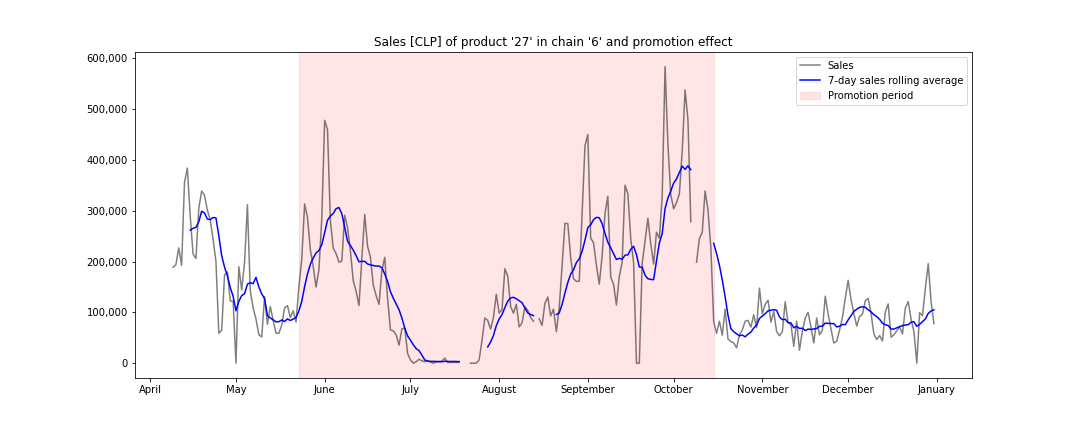 Sales [CLP] of product '27' in chain '6' and promotion effect
600,000
500,000
400,000
300,000
200,000
100,000
0
Sales
7-day sales rolling average
Promotion period
April May June July August September October November December January